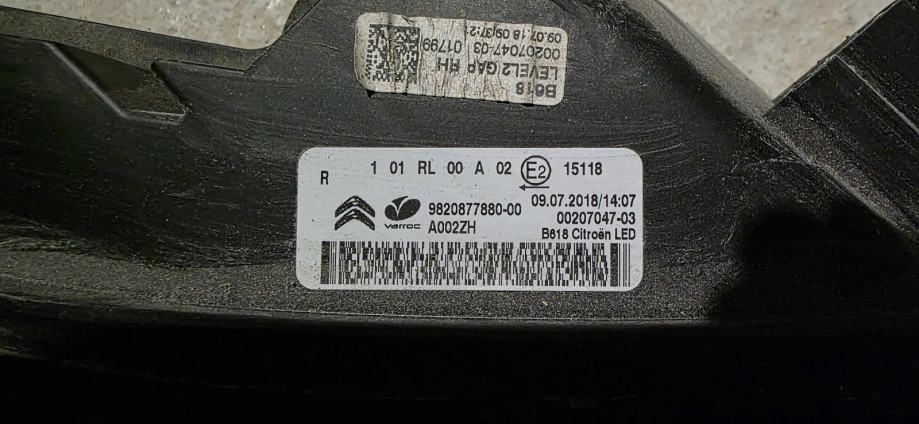 B618
LEVEL2 GAP RH
00207047-03 01799
09.07.18 09:37:21
R 1 01 RL 00 A 02 E2 15118
09.07.2018/14:07
9820877880-00 00207047-03
varroc A002ZH B618 Citroën LED